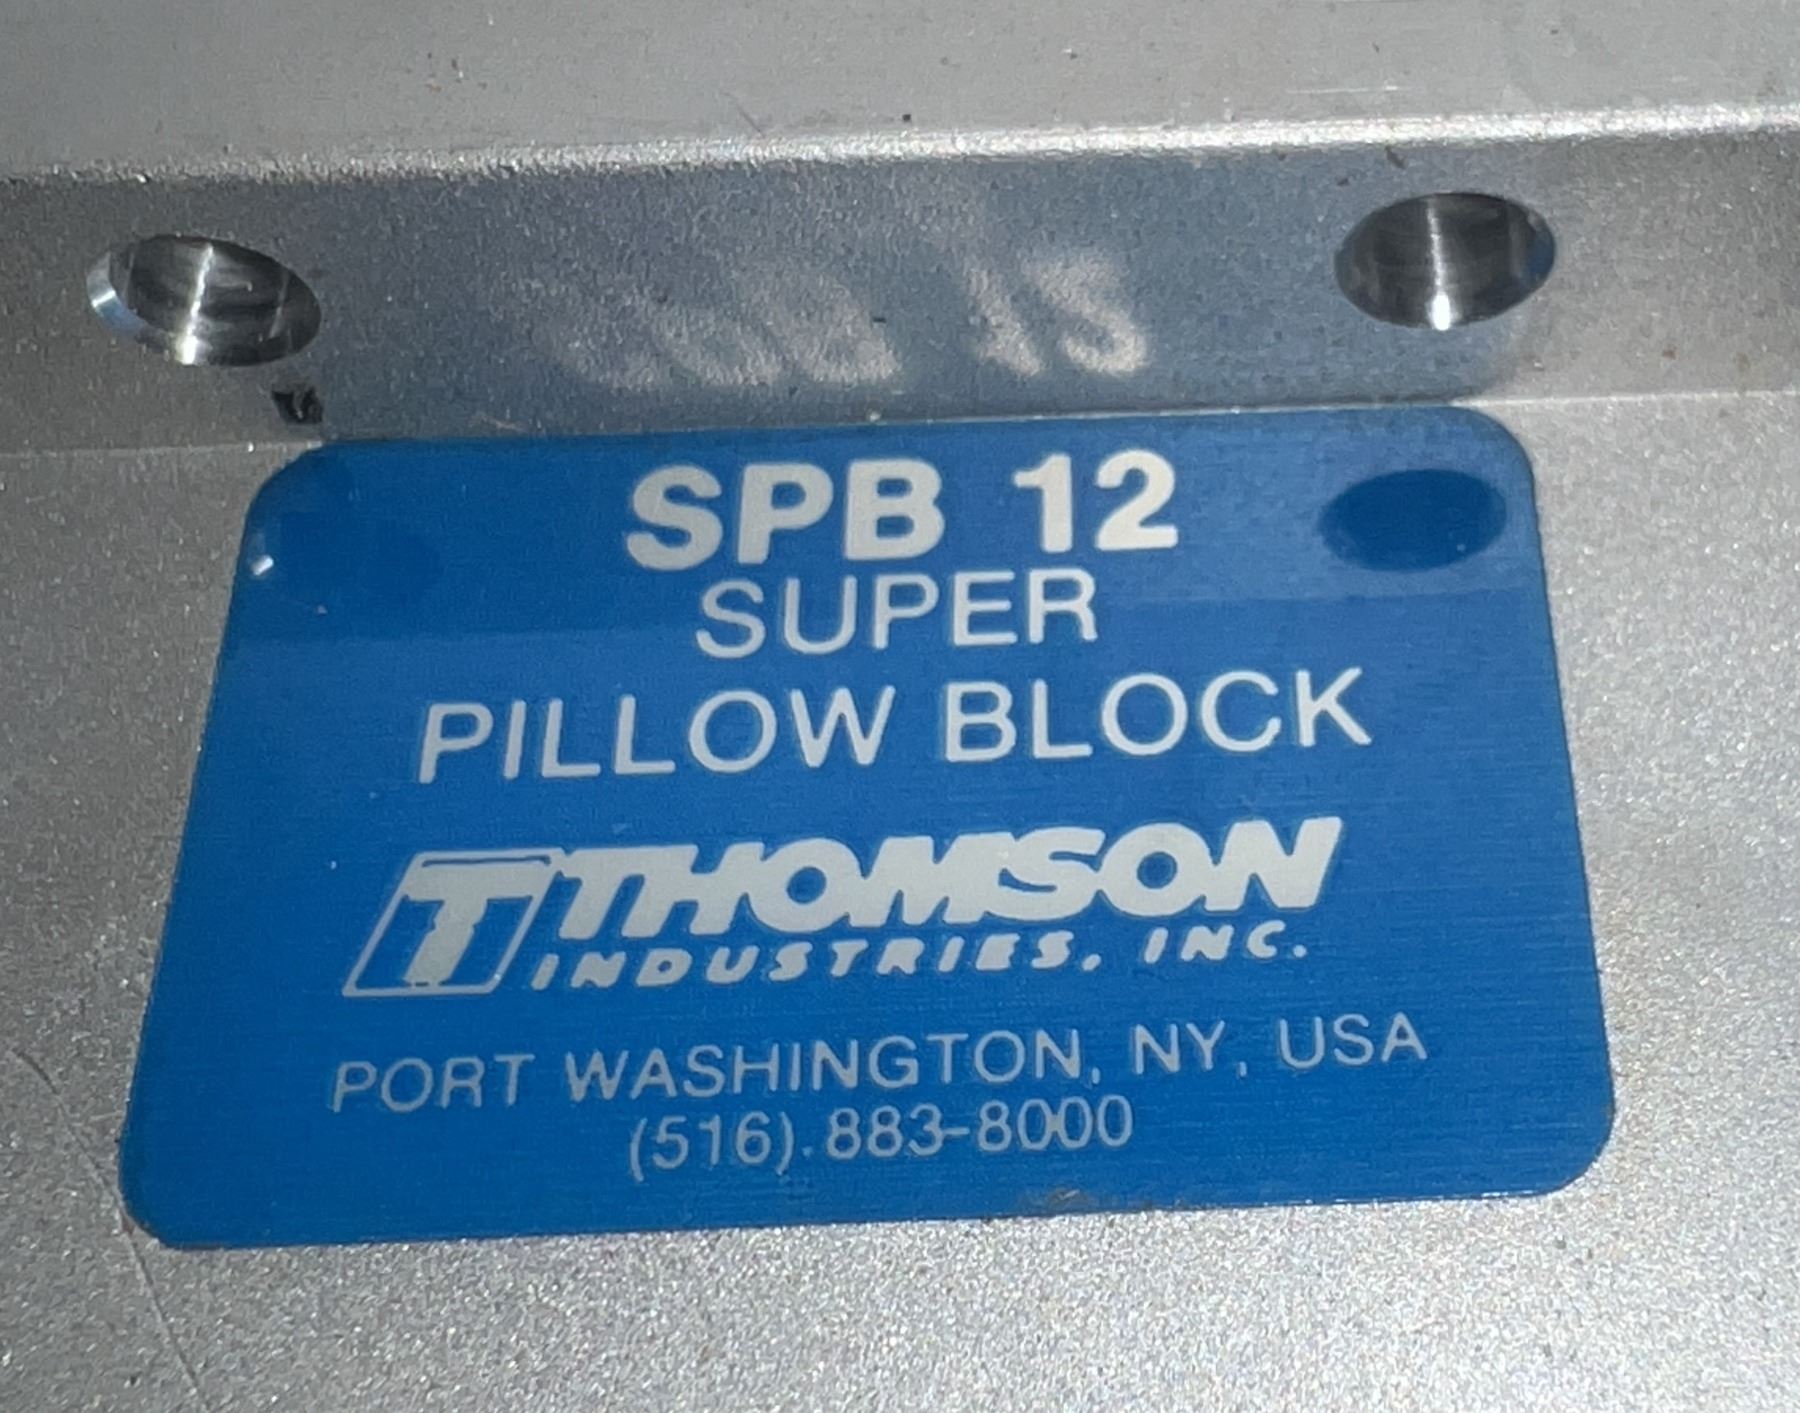 SPB 12
SUPER
PILLOW BLOCK
T THOMSON
INDUSTRIES, INC.
PORT WASHINGTON, NY, USA
(516).883-8000